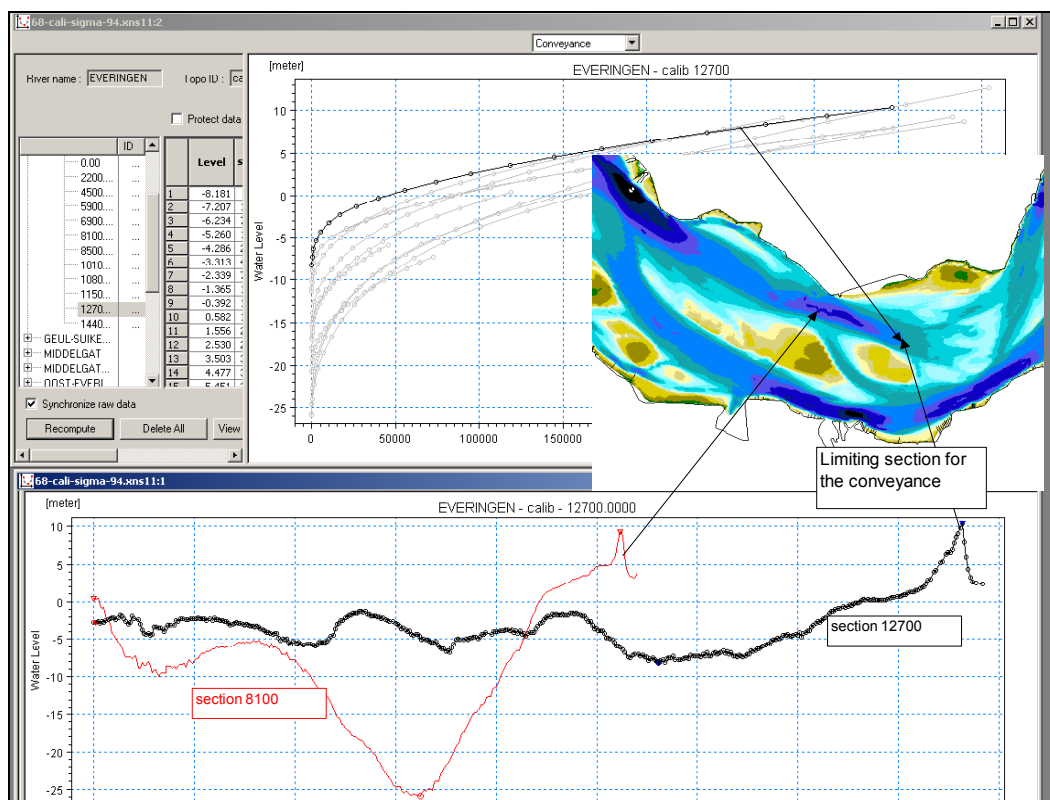 68-cali-sigma-94.xns11:2
Conveyance
River name : EVERINGEN Topo ID : ca
Protect data
ID
0.00 ...
2200.... ...
4500... ...
5900... ...
6900... ...
8100... ...
8500... ...
1010... ...
1080... ...
1150... ...
1270... ...
1440... ...
GEUL-SUIKE...
MIDDELGAT
MIDDELGAT...
Level s
1 -8.181
2 -7.207
3 -6.234
4 -5.260
5 -4.286
6 -3.313
7 -2.339
8 -1.365
9 -0.392
10 0.582
11 1.556
12 2.530
13 3.503
14 4.477
15 5.451
Synchronize raw data
Recompute Delete All View
[meter]
EVERINGEN - calib 12700
Water Level
10
5
0
-5
-10
-15
-20
-25
0 50000 100000 150000
Limiting section for
the conveyance
68-cali-sigma-94.xns11:1
[meter]
EVERINGEN - calib - 12700.0000
Water Level
10
5
0
-5
-10
-15
-20
-25
section 12700
section 8100